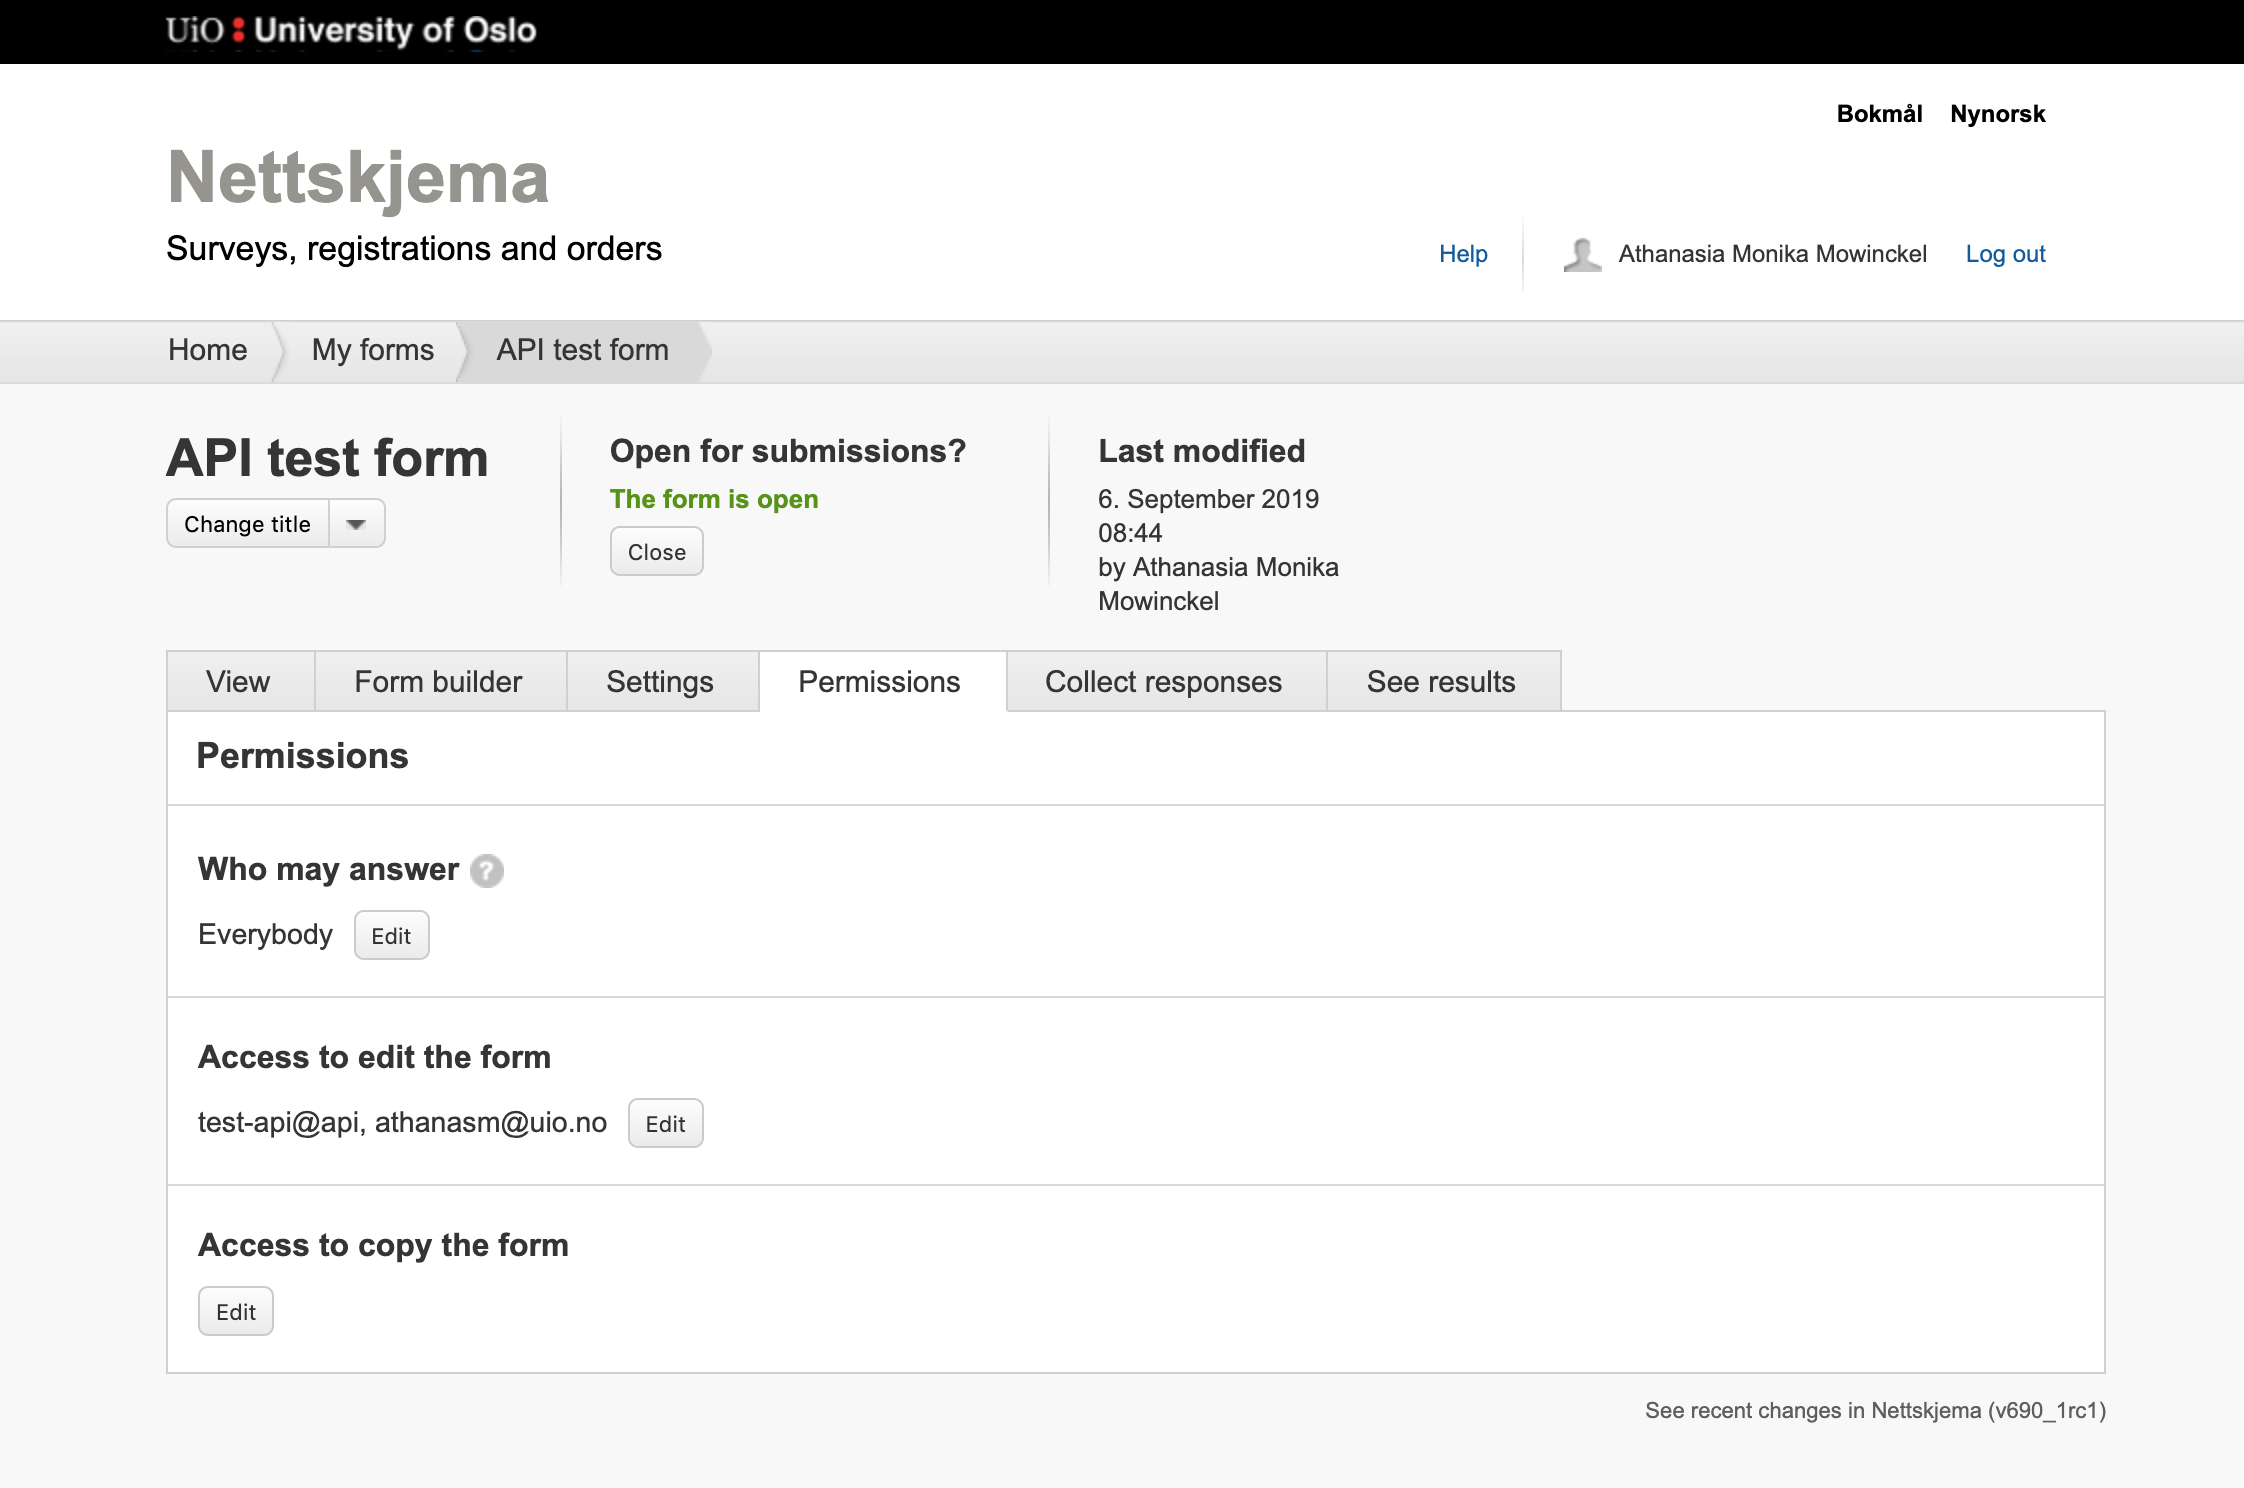 UiO University of Oslo
Bokmål Nynorsk
Nettskjema
Surveys, registrations and orders
Help Athanasia Monika Mowinckel Log out
Home My forms API test form
API test form
Change title
Open for submissions?
The form is open
Close
Last modified
6. September 2019
08:44
by Athanasia Monika
Mowinckel
View Form builder Settings Permissions Collect responses See results
Permissions
Who may answer ?
Everybody Edit
Access to edit the form
test-api@api, athanasm@uio.no Edit
Access to copy the form
Edit
See recent changes in Nettskjema (v690_1rc1)